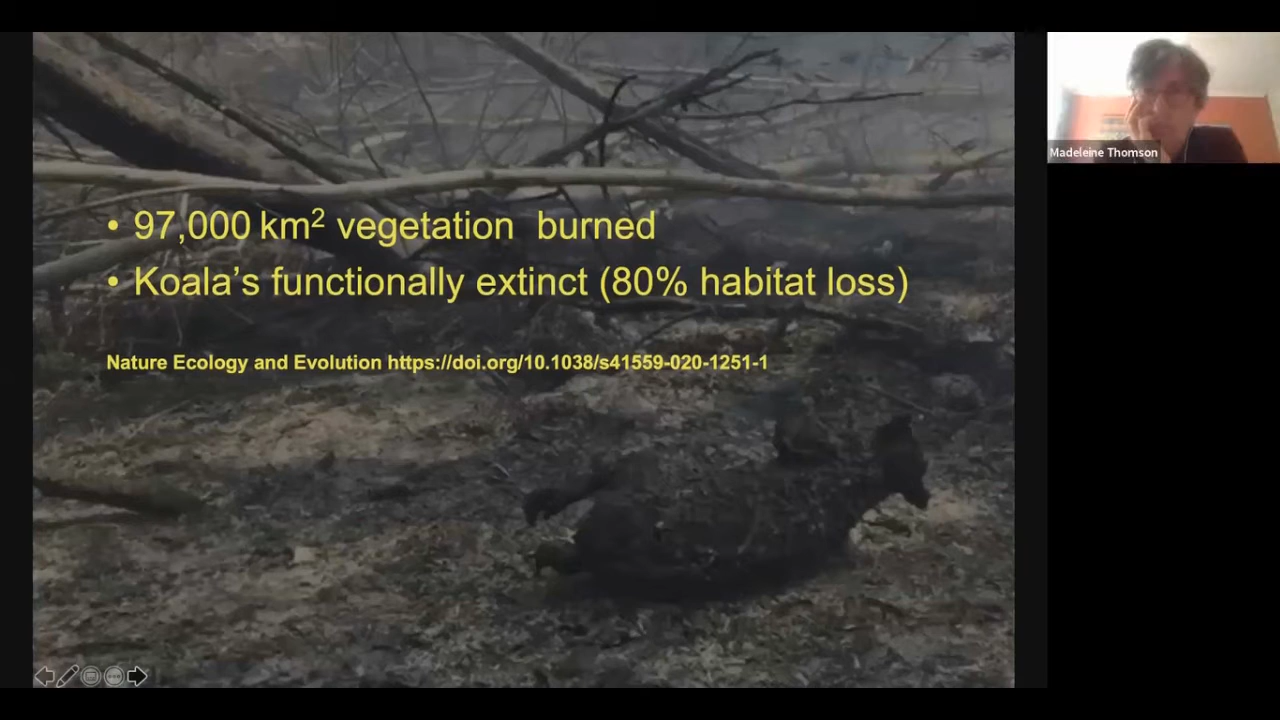 • 97,000 km² vegetation burned
• Koala’s functionally extinct (80% habitat loss)
Nature Ecology and Evolution https://doi.org/10.1038/s41559-020-1251-1
Madeleine Thomson